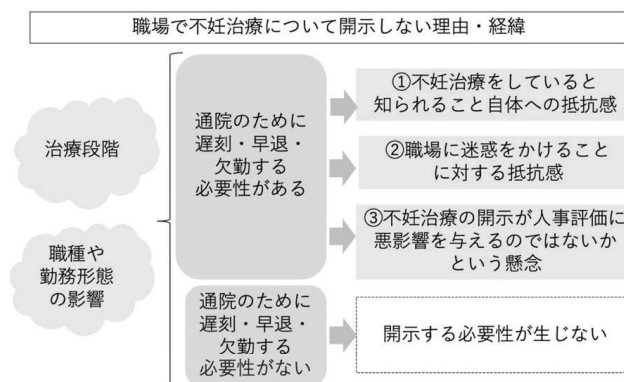 職場で不妊治療について開示しない理由・経緯
治療段階
職種や
勤務形態
の影響
通院のために
遅刻・早退・
欠勤する
必要性がある
①不妊治療をしていると
知られること自体への抵抗感
②職場に迷惑をかけること
に対する抵抗感
③不妊治療の開示が人事評価に
悪影響を与えるのではないか
という懸念
通院のために
遅刻・早退・
欠勤する
必要性がない
開示する必要性が生じない